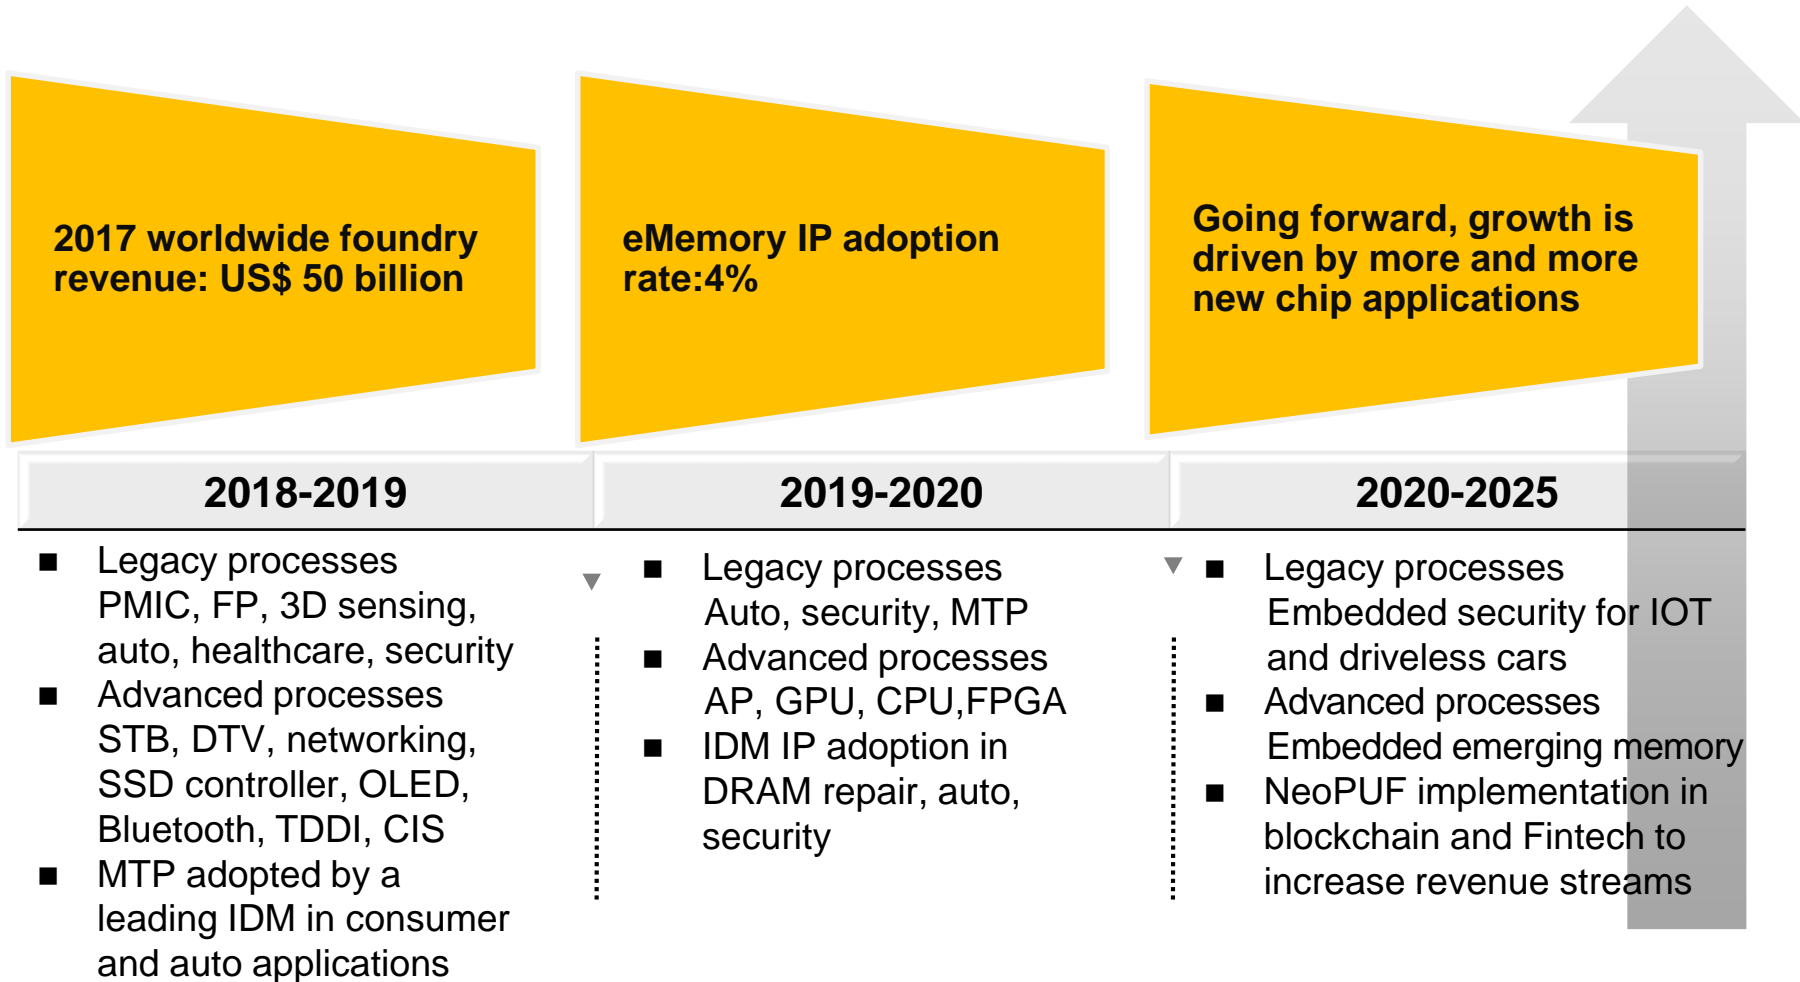 2017 worldwide foundry
revenue: US$ 50 billion
eMemory IP adoption
rate:4%
Going forward, growth is
driven by more and more
new chip applications
2018-2019
2019-2020
2020-2025
■ Legacy processes
PMIC, FP, 3D sensing,
auto, healthcare, security
■ Advanced processes
STB, DTV, networking,
SSD controller, OLED,
Bluetooth, TDDI, CIS
■ MTP adopted by a
leading IDM in consumer
and auto applications
■ Legacy processes
Auto, security, MTP
■ Advanced processes
AP, GPU, CPU,FPGA
■ IDM IP adoption in
DRAM repair, auto,
security
■ Legacy processes
Embedded security for IOT
and driveless cars
■ Advanced processes
Embedded emerging memory
■ NeoPUF implementation in
blockchain and Fintech to
increase revenue streams